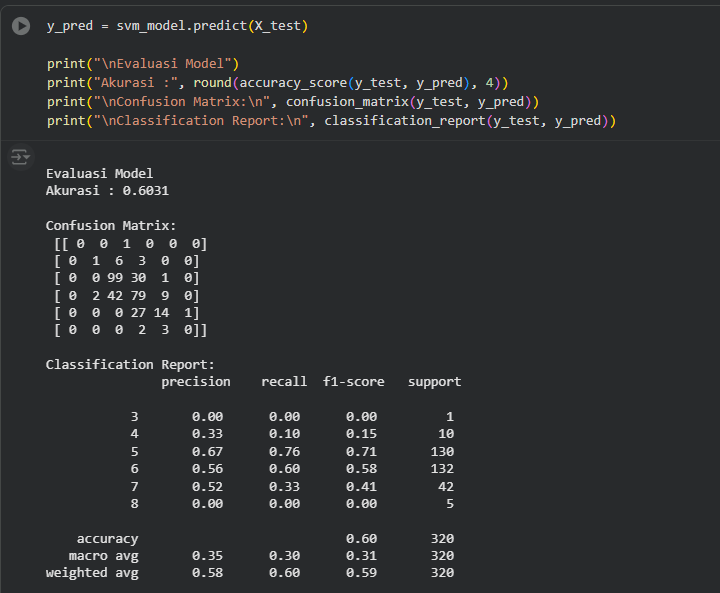 y_pred = svm_model.predict(X_test)
print("\nEvaluasi Model")
print("Akurasi :", round(accuracy_score(y_test, y_pred), 4))
print("\nConfusion Matrix:\n", confusion_matrix(y_test, y_pred))
print("\nClassification Report:\n", classification_report(y_test, y_pred))
Evaluasi Model
Akurasi : 0.6031
Confusion Matrix:
[[ 0  0  1  0  0  0]
[ 0  1  6  3  0  0]
[ 0  0 99 30  1  0]
[ 0  2 42 79  9  0]
[ 0  0  0 27 14  1]
[ 0  0  0  2  3  0]]
Classification Report:
precision    recall  f1-score   support
3       0.00      0.00      0.00         1
4       0.33      0.10      0.15        10
5       0.67      0.76      0.71       130
6       0.56      0.60      0.58       132
7       0.52      0.33      0.41        42
8       0.00      0.00      0.00         5
accuracy                           0.60       320
macro avg       0.35      0.30      0.31       320
weighted avg       0.58      0.60      0.59       320